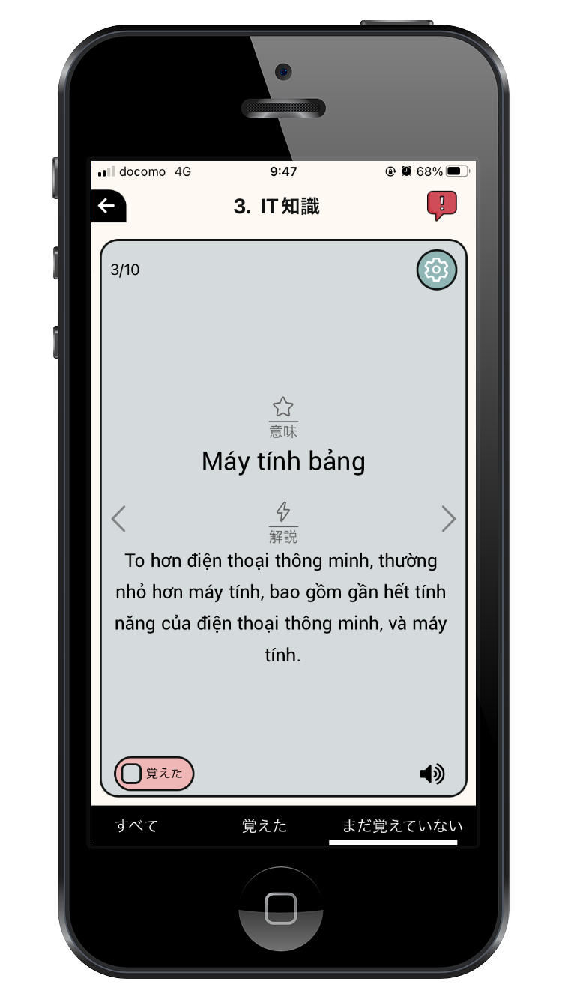 docomo 4G 9:47 68%
3. IT知識
3/10
意味
Máy tính bảng
解説
To hơn điện thoại thông minh, thường
nhỏ hơn máy tính, bao gồm gần hết tính
năng của điện thoại thông minh, và máy
tính.
覚えた
すべて 覚えた まだ覚えていない